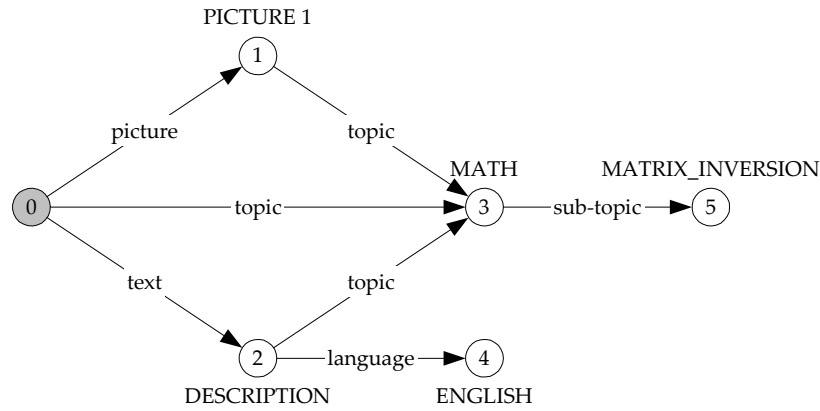 PICTURE 1
1
picture
topic
MATH
MATRIX_INVERSION
0
topic
3
sub-topic
5
text
topic
2
language
4
DESCRIPTION
ENGLISH